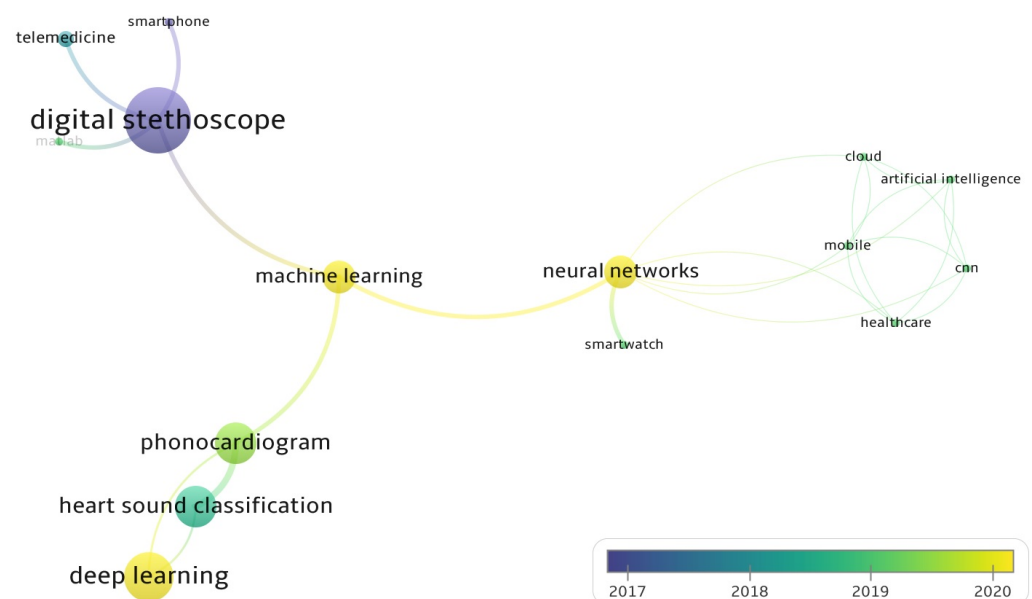 smartphone
telemedicine
digital stethoscope
matlab
cloud
artificial intelligence
mobile
cnn
healthcare
machine learning
neural networks
smartwatch
phonocardiogram
heart sound classification
deep learning
2017 2018 2019 2020